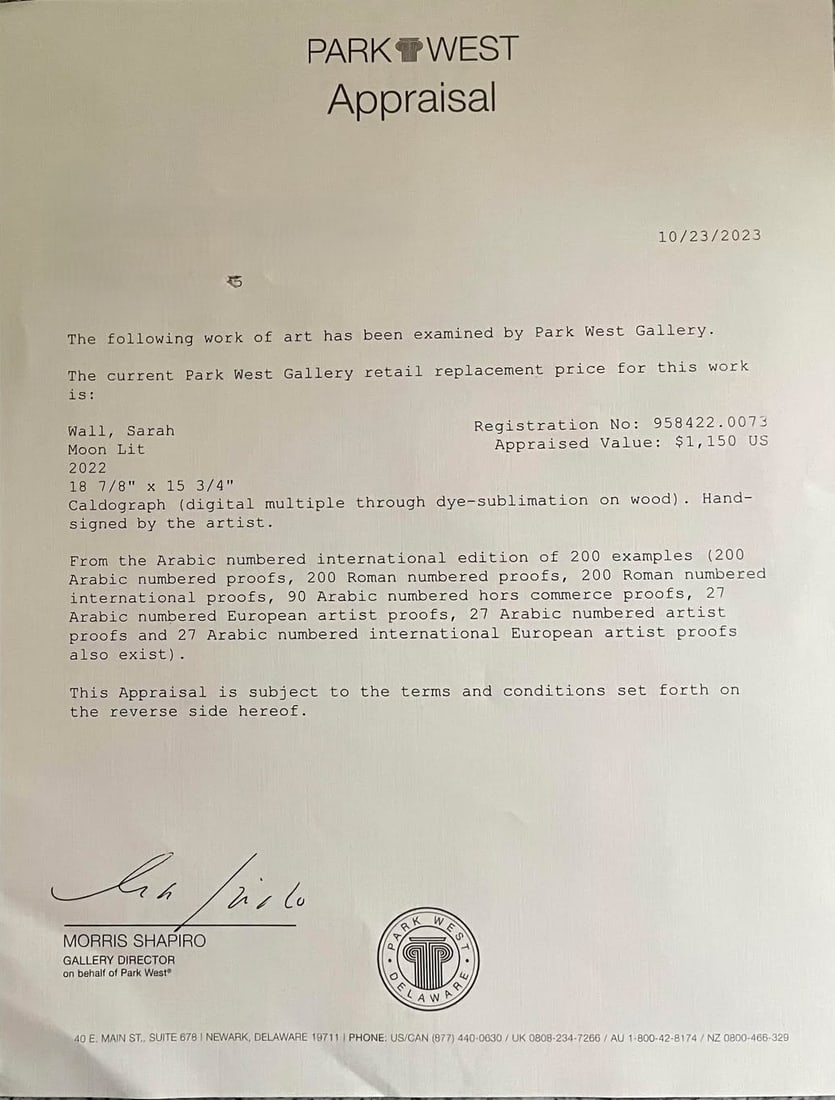 PARK WEST
Appraisal
10/23/2023
The following work of art has been examined by Park West Gallery.
The current Park West Gallery retail replacement price for this work
is:
Wall, Sarah
Registration No: 958422.0073
Moon Lit
Appraised Value: $1,150 US
2022
18 7/8" x 15 3/4"
Caldograph (digital multiple through dye-sublimation on wood). Hand-
signed by the artist.
From the Arabic numbered international edition of 200 examples (200
Arabic numbered proofs, 200 Roman numbered proofs, 200 Roman numbered
international proofs, 90 Arabic numbered hors commerce proofs, 27
Arabic numbered European artist proofs, 27 Arabic numbered artist
proofs and 27 Arabic numbered international European artist proofs
also exist).
This Appraisal is subject to the terms and conditions set forth on
the reverse side hereof.
MORRIS SHAPIRO
GALLERY DIRECTOR
on behalf of Park West®
PARK WEST
DELAWARE
40 E. MAIN ST., SUITE 678 | NEWARK, DELAWARE 19711 | PHONE: US/CAN (877) 440-0630 / UK 0808-234-7266 / AU 1-800-42-8174 / NZ 0800-466-329